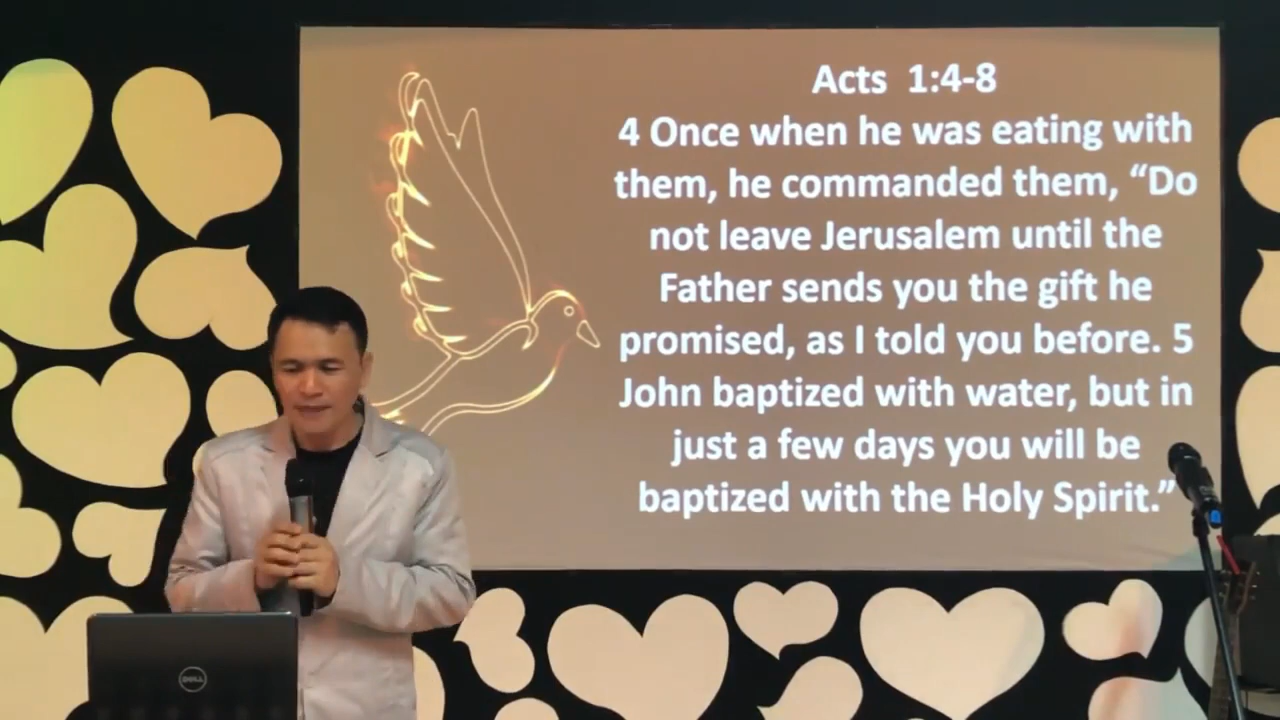 Acts 1:4-8
4 Once when he was eating with
them, he commanded them, “Do
not leave Jerusalem until the
Father sends you the gift he
promised, as I told you before. 5
John baptized with water, but in
just a few days you will be
baptized with the Holy Spirit.”
DELL